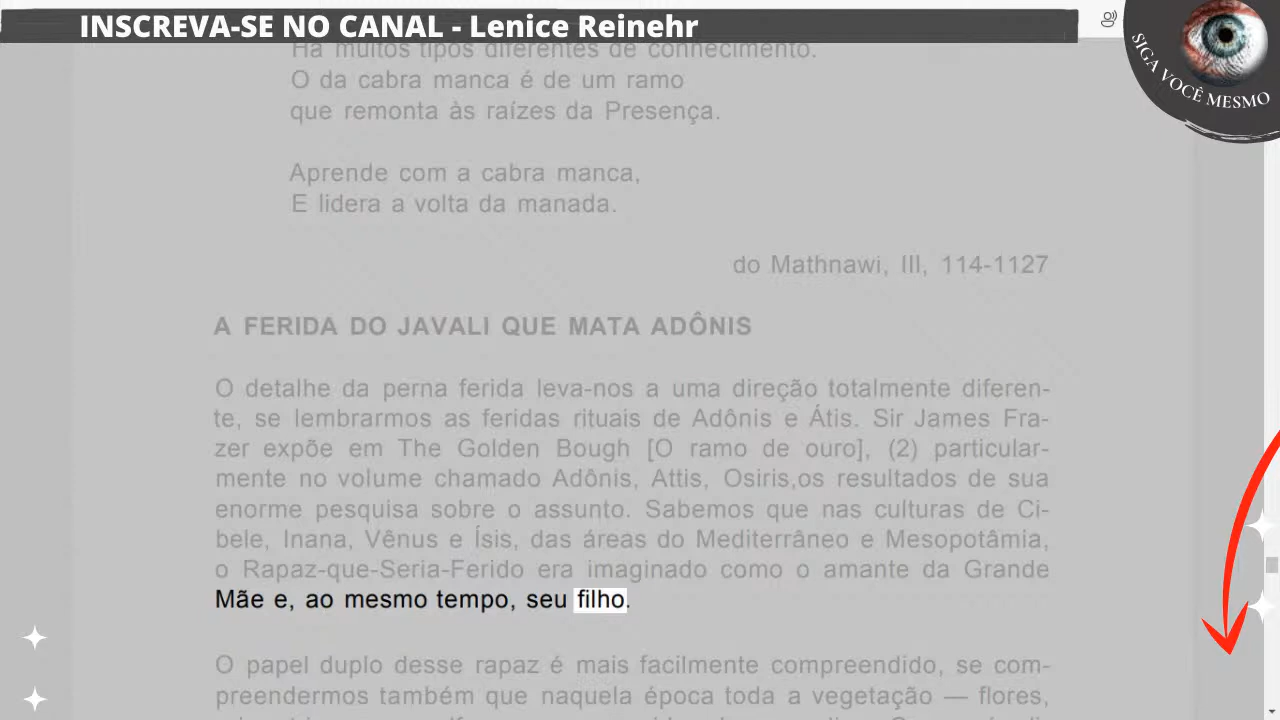 INSCREVA-SE NO CANAL - Lenice Reinehr
SIGA VOCÊ MESMO
Há muitos tipos diferentes de conhecimento.
O da cabra manca é de um ramo
que remonta às raízes da Presença.
Aprende com a cabra manca,
E lidera a volta da manada.
do Mathnawi, III, 114-1127
A FERIDA DO JAVALI QUE MATA ADÔNIS
O detalhe da perna ferida leva-nos a uma direção totalmente diferen-
te, se lembrarmos as feridas rituais de Adônis e Átis. Sir James Fra-
zer expõe em The Golden Bough [O ramo de ouro], (2) particular-
mente no volume chamado Adônis, Attis, Osiris,os resultados de sua
enorme pesquisa sobre o assunto. Sabemos que nas culturas de Ci-
bele, Inana, Vênus e Ísis, das áreas do Mediterrâneo e Mesopotâmia,
o Rapaz-que-Seria-Ferido era imaginado como o amante da Grande
Mãe e, ao mesmo tempo, seu filho.
O papel duplo desse rapaz é mais facilmente compreendido, se com-
preendermos também que naquela época toda a vegetação — flores,